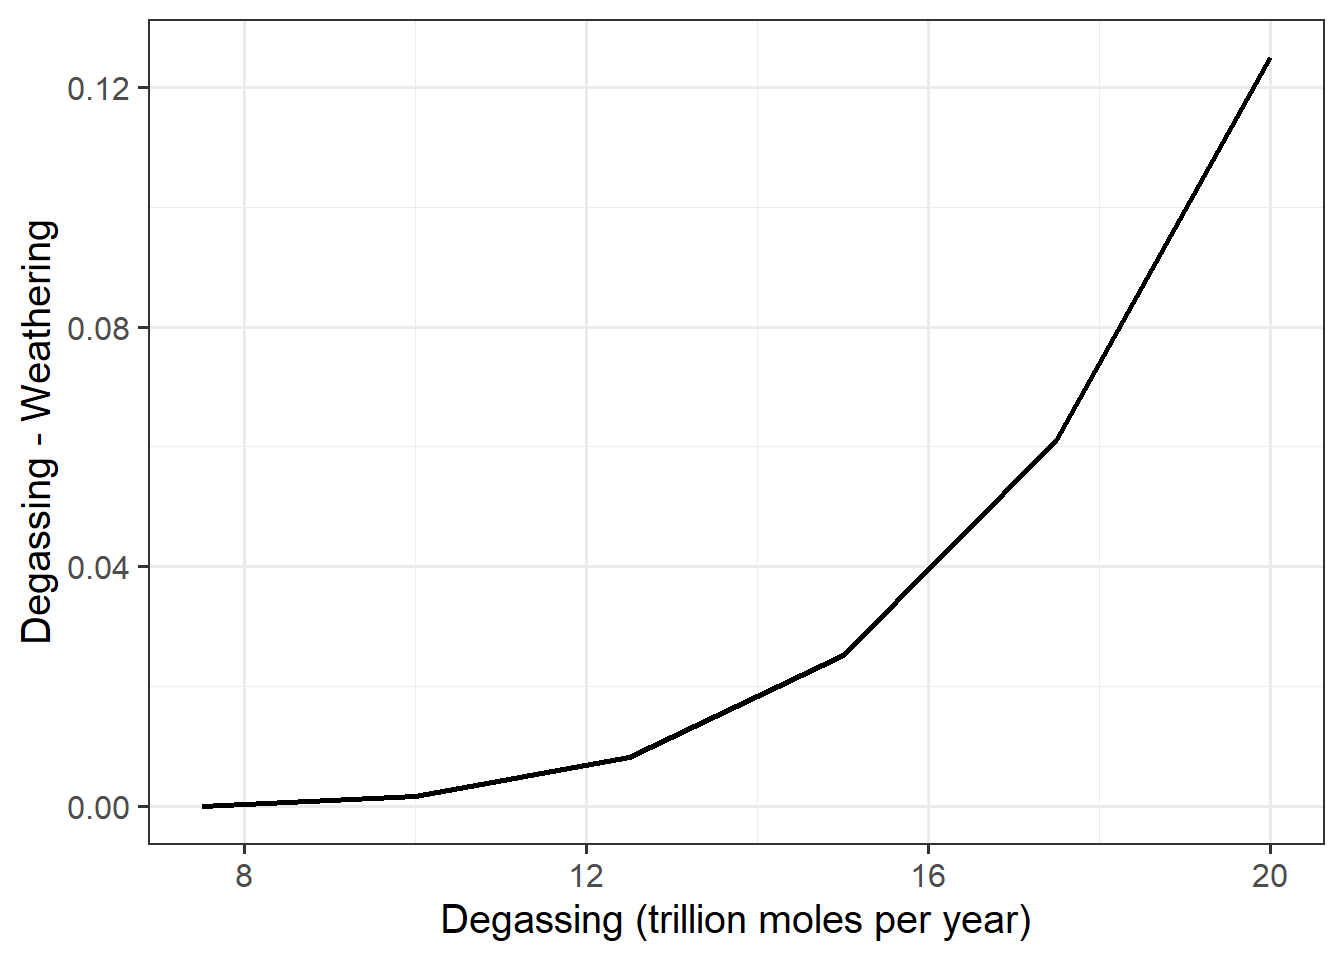 0.12
0.08
0.04
0.00
Degassing - Weathering
8 12 16 20
Degassing (trillion moles per year)